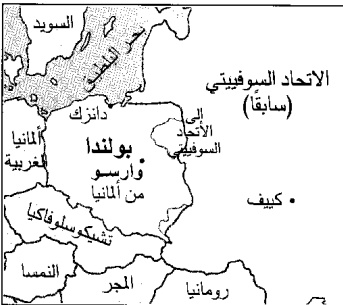 السويد
بحر البلطيق
الاتحاد السوفييتي
(سابقًا)
دانزك
إلى
الأتحاد
السوفييتي
ألمانيا
الغربية
بولندا
وارسو
من ألمانيا
كييف
تشيكوسلوفاكيا
النمسا
المجر
رومانيا